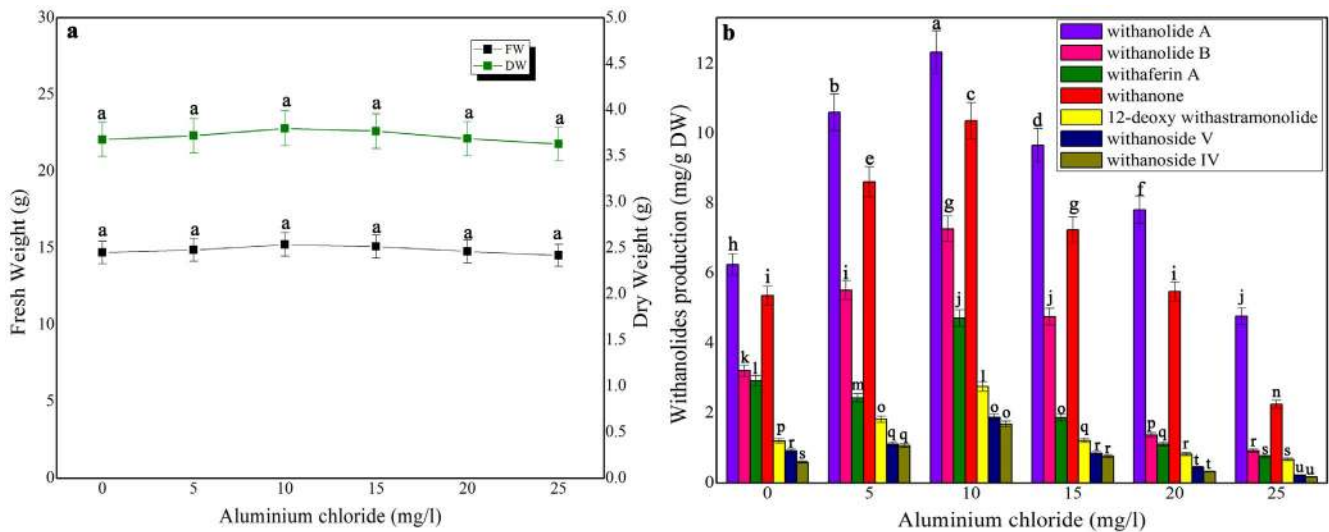 a
FW
DW
30
25
20
15
10
5
0
5.0
4.5
4.0
3.5
3.0
2.5
2.0
1.5
1.0
0.5
0.0
a a a a a a
a a a a a a
0 5 10 15 20 25
Fresh Weight (g)
Dry Weight (g)
Aluminium chloride (mg/l)
b
withanolide A
withanolide B
withaferin A
withanone
12-deoxy withastramonolide
withanoside V
withanoside IV
12
10
8
6
4
2
0
h k l i p r s
b i m e o q q
a g j c l o o
d j o g q r r
f p q i r t t
j r s n s u u
0 5 10 15 20 25
Withanolides production (mg/g DW)
Aluminium chloride (mg/l)